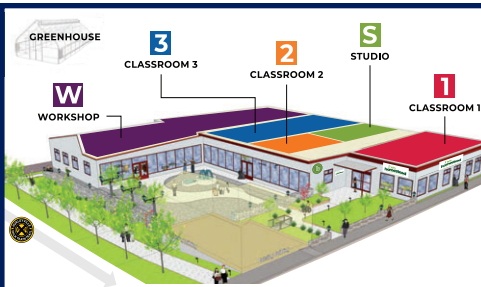 GREENHOUSE
3
CLASSROOM 3
S
STUDIO
2
CLASSROOM 2
W
WORKSHOP
1
CLASSROOM 1